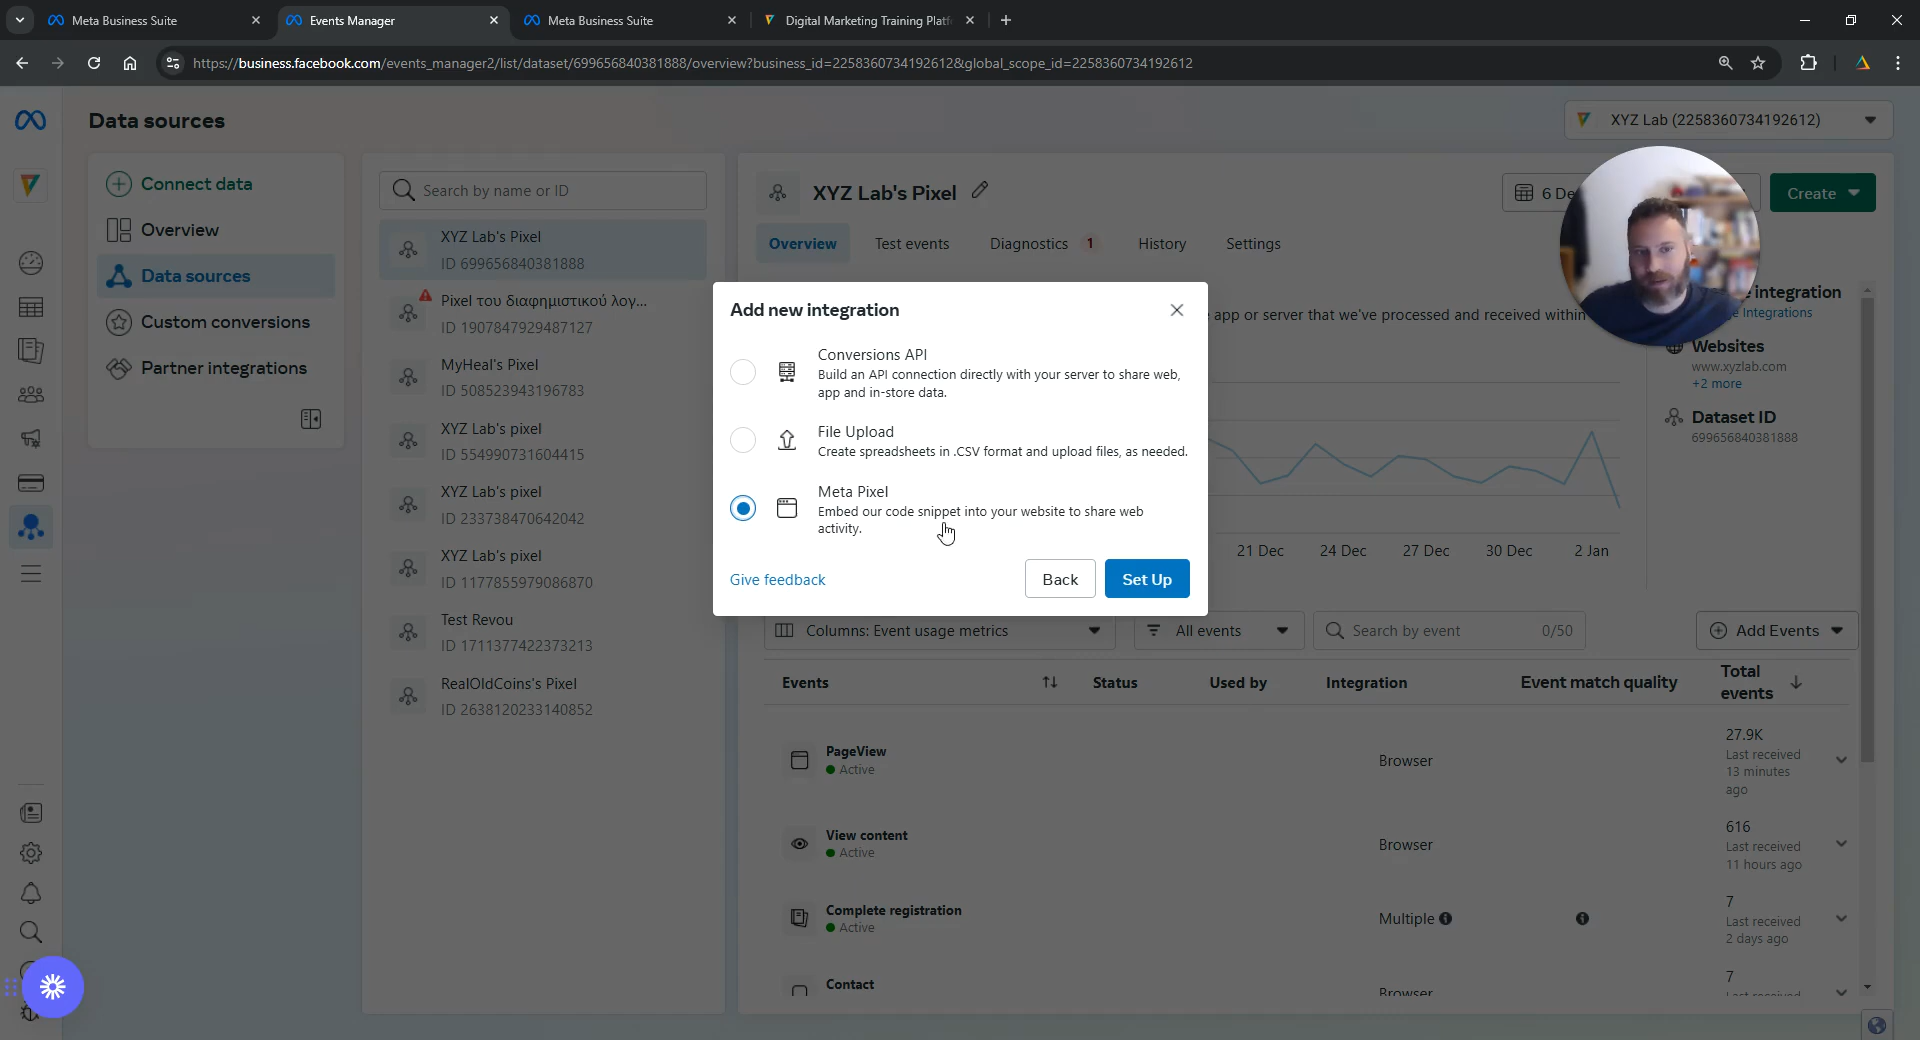 Meta Business Suite
Events Manager
Meta Business Suite
Digital Marketing Training Platf
https://business.facebook.com/events_manager2/list/dataset/699656840381888/overview?business_id=2258360734192612&global_scope_id=2258360734192612
Data sources
XYZ Lab (2258360734192612)
Connect data
Overview
Data sources
Custom conversions
Partner integrations
Search by name or ID
XYZ Lab's Pixel
ID 699656840381888
Pixel του διαφημιστικού λογ...
ID 1907847929487127
MyHeal's Pixel
ID 508523943196783
XYZ Lab's pixel
ID 554990731604415
XYZ Lab's pixel
ID 233738470642042
XYZ Lab's pixel
ID 1177855979086870
Test Revou
ID 1711377422373213
RealOldCoins's Pixel
ID 2638120233140852
XYZ Lab's Pixel
6 De
Create
Overview
Test events
Diagnostics 1
History
Settings
Add new integration
Conversions API
Build an API connection directly with your server to share web,
app and in-store data.
File Upload
Create spreadsheets in .CSV format and upload files, as needed.
Meta Pixel
Embed our code snippet into your website to share web
activity.
Give feedback
Back
Set Up
app or server that we've processed and received within
integration
Integrations
Websites
www.xyzlab.com
+2 more
Dataset ID
699656840381888
21 Dec 24 Dec 27 Dec 30 Dec 2 Jan
Columns: Event usage metrics
All events
Search by event 0/50
Add Events
Events Status Used by Integration Event match quality Total
events
PageView
Active
Browser
27.9K
Last received
13 minutes
ago
View content
Active
Browser
616
Last received
11 hours ago
Complete registration
Active
Multiple
7
Last received
2 days ago
Contact
Browser
7
Last received